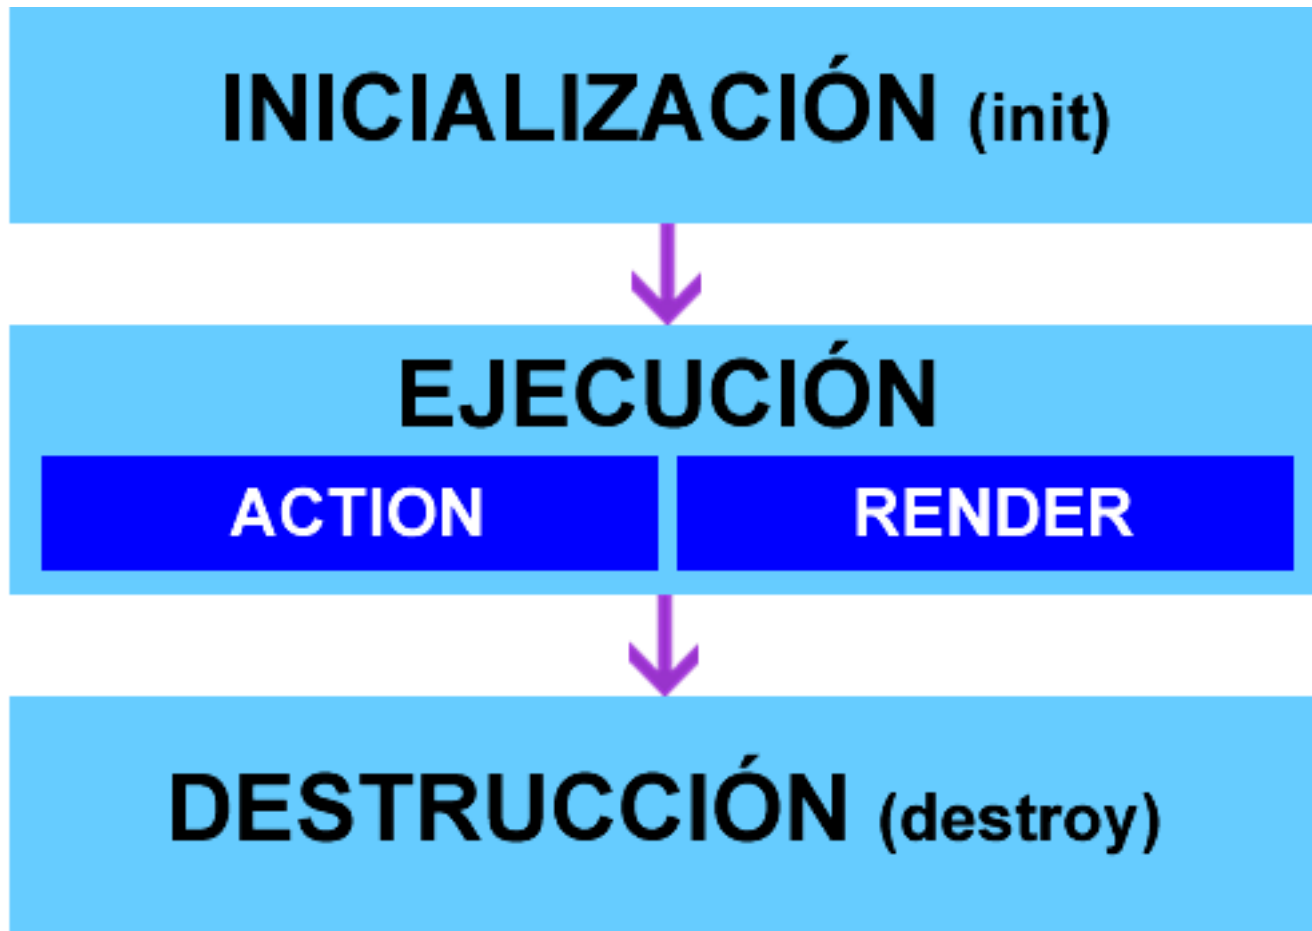 INICIALIZACIÓN (init)
EJECUCIÓN
ACTION RENDER
DESTRUCCIÓN (destroy)